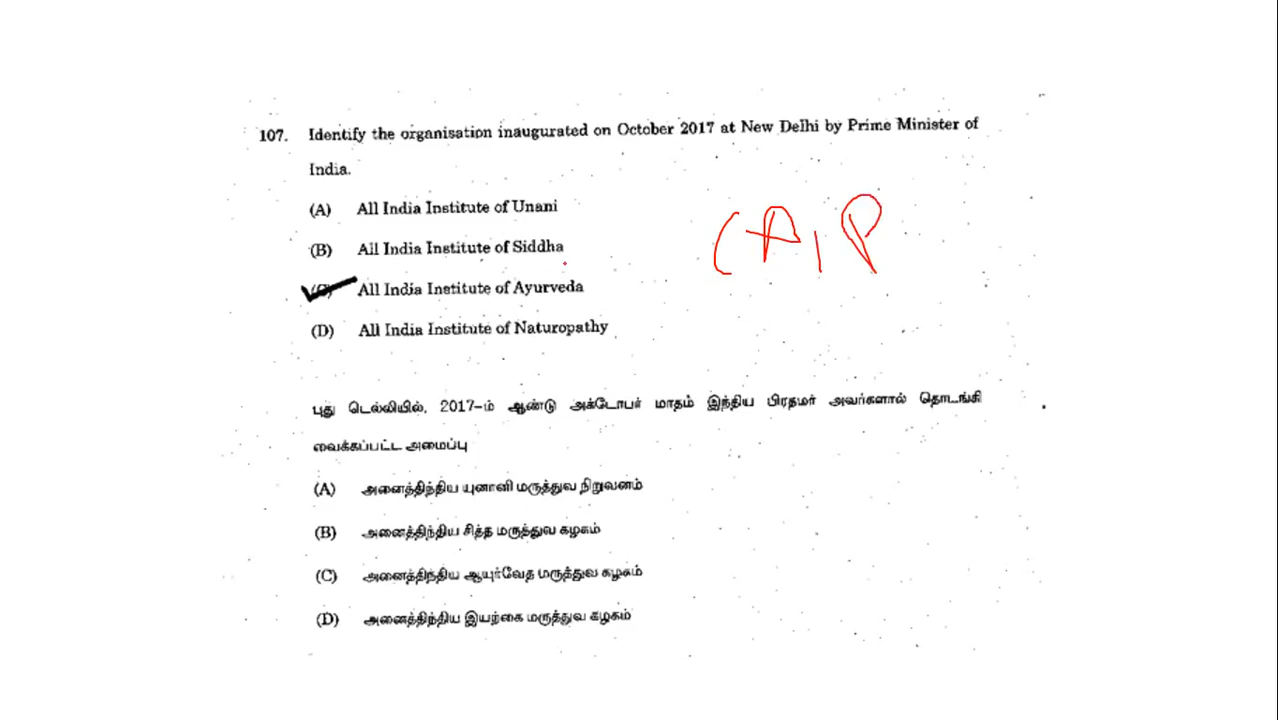 107. Identify the organisation inaugurated on October 2017 at New Delhi by Prime Minister of
India.
(A) All India Institute of Unani
(B) All India Institute of Siddha
(C) All India Institute of Ayurveda
(D) All India Institute of Naturopathy
புது டெல்லியில், 2017-ம் ஆண்டு அக்டோபர் மாதம் இந்திய பிரதமர் அவர்களால் தொடங்கி
வைக்கப்பட்ட அமைப்பு
(A) அனைத்திந்திய யுனானி மருத்துவ நிறுவனம்
(B) அனைத்திந்திய சித்த மருத்துவ கழகம்
(C) அனைத்திந்திய ஆயுர்வேத மருத்துவ கழகம்
(D) அனைத்திந்திய இயற்கை மருத்துவ கழகம்